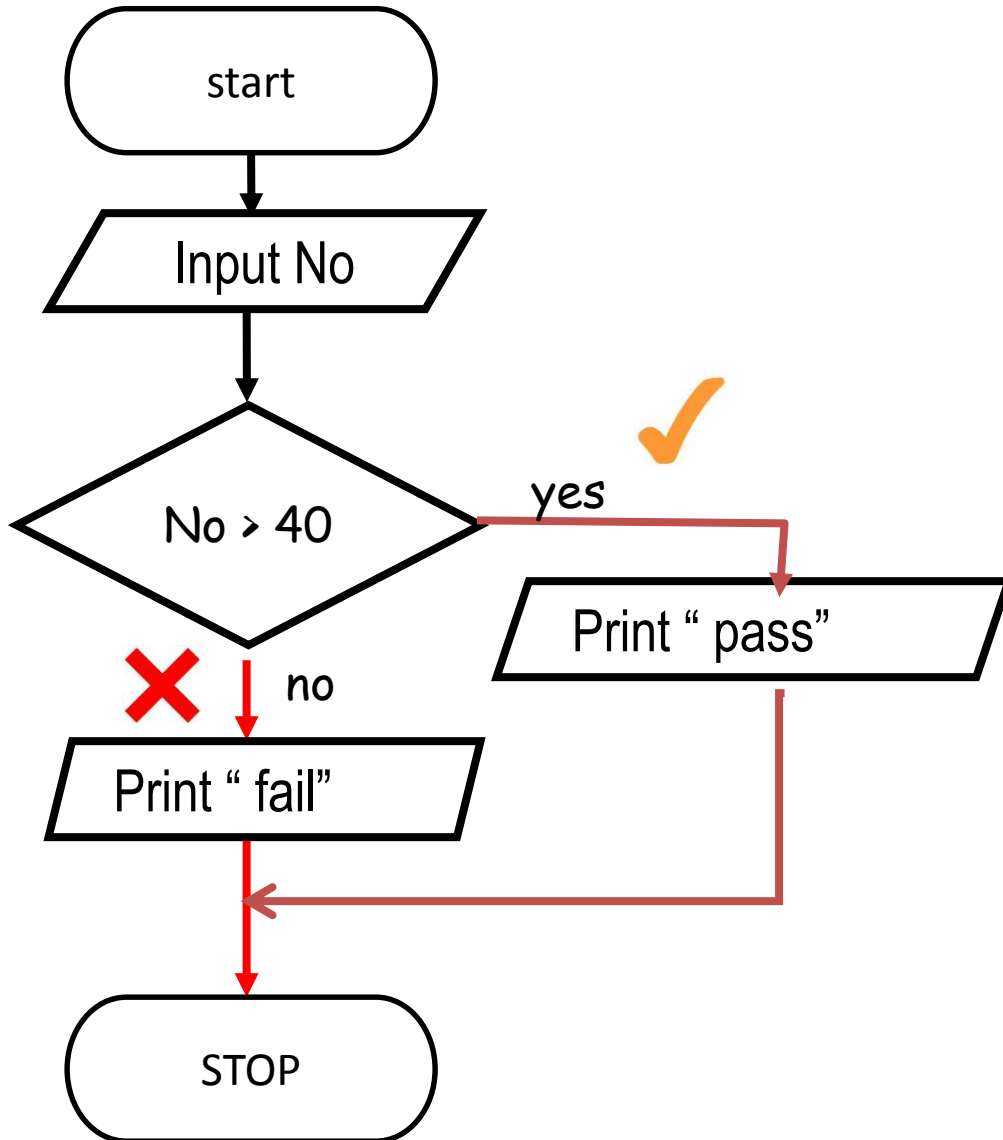 start
Input No
No > 40
yes
Print “ pass”
no
Print “ fail”
STOP